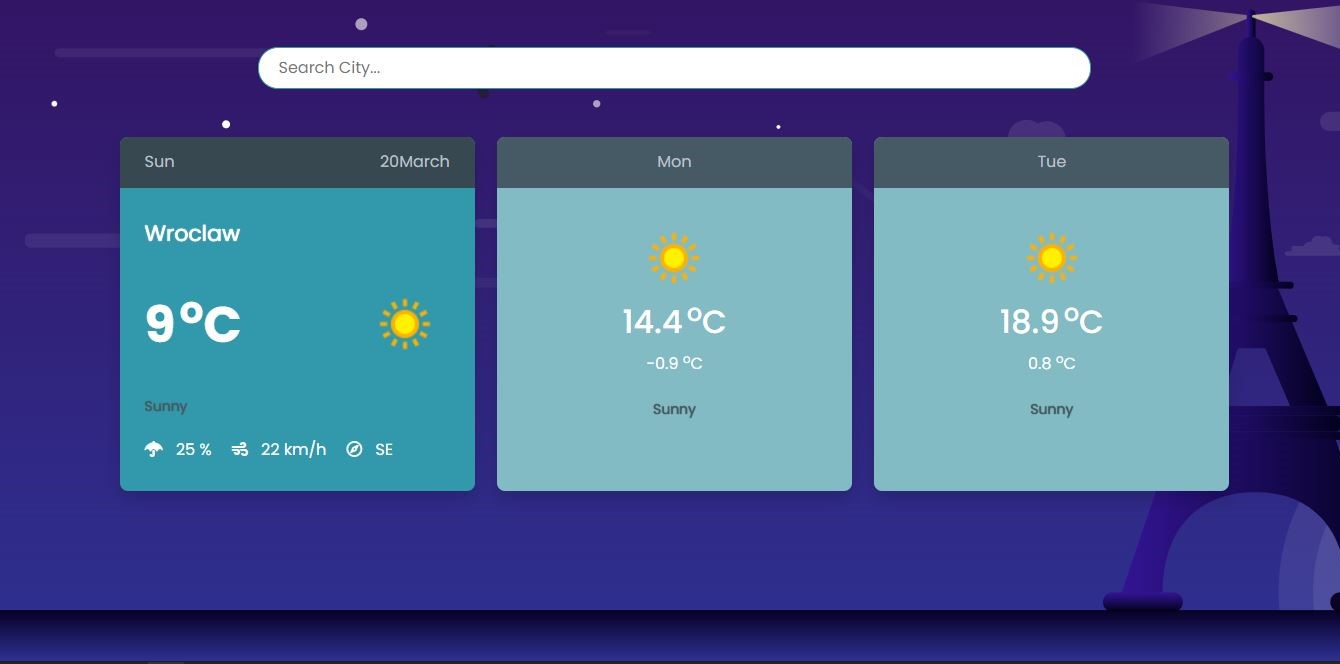 Search City...
Sun 20March
Wroclaw
9°C
Sunny
25 % 22 km/h SE
Mon
14.4°C
-0.9 °C
Sunny
Tue
18.9°C
0.8 °C
Sunny